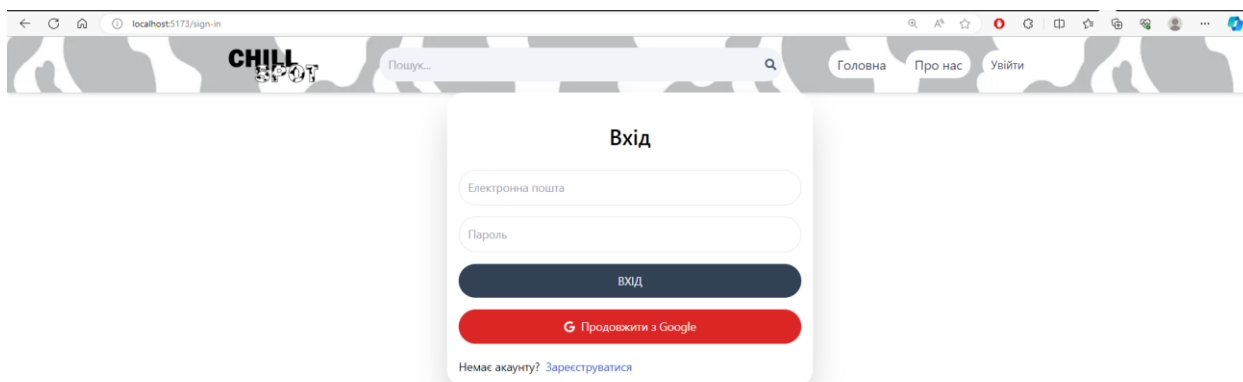 localhost:5173/sign-in
CHILL
SPOT
Пошук...
Головна Про нас Увійти
Вхід
Електронна пошта
Пароль
ВХІД
G Продовжити з Google
Немає акаунту? Зареєструватися